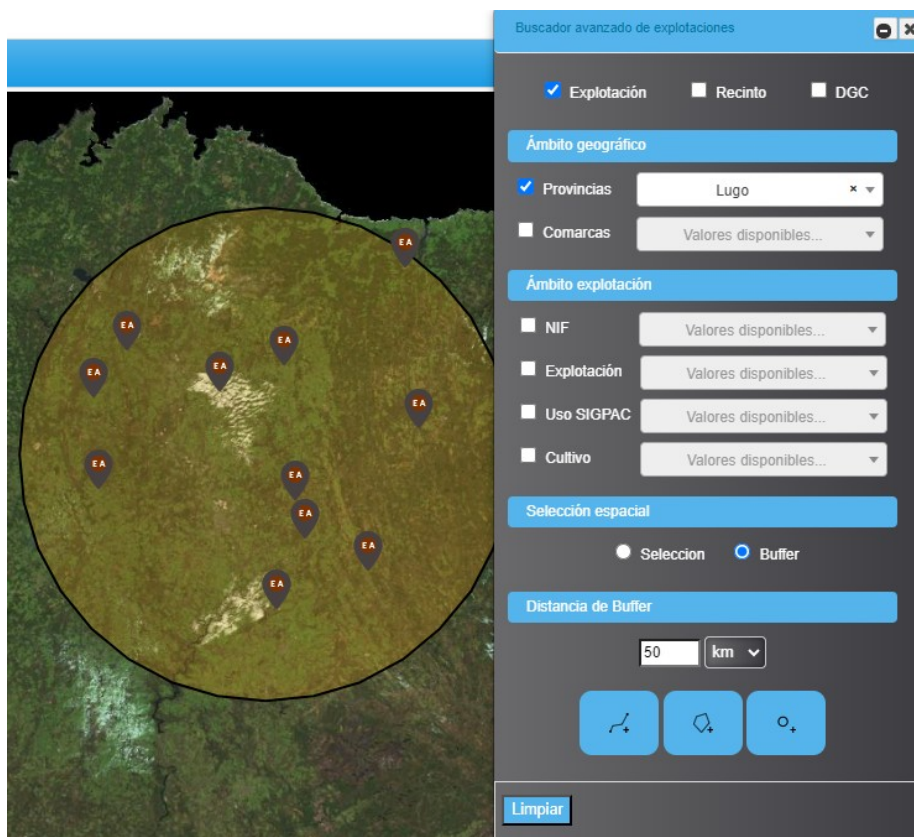 Buscador avanzado de explotaciones
Explotación Recinto DGC
Ámbito geográfico
Provincias Lugo × 
Comarcas Valores disponibles...
Ámbito explotación
NIF Valores disponibles...
Explotación Valores disponibles...
Uso SIGPAC Valores disponibles...
Cultivo Valores disponibles...
Selección espacial
Seleccion Buffer
Distancia de Buffer
50 km
Limpiar
EA
EA
EA
EA
EA
EA
EA
EA
EA
EA
EA